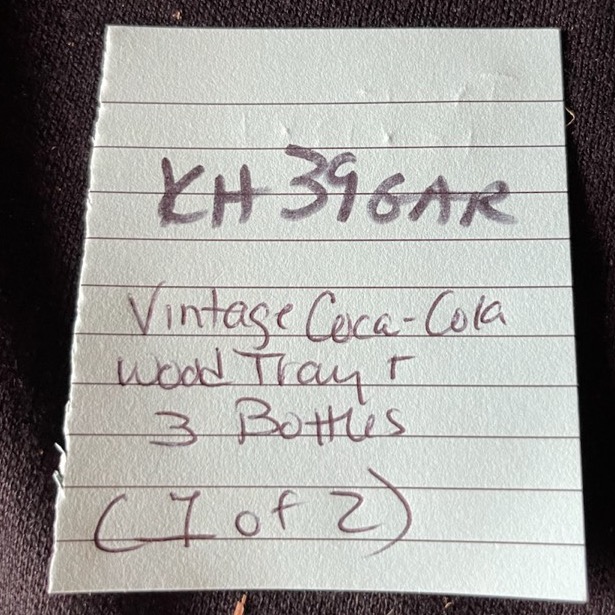 KH396AR
Vintage Coca-Cola
Wood Tray +
3 Bottles
(1 of 2)